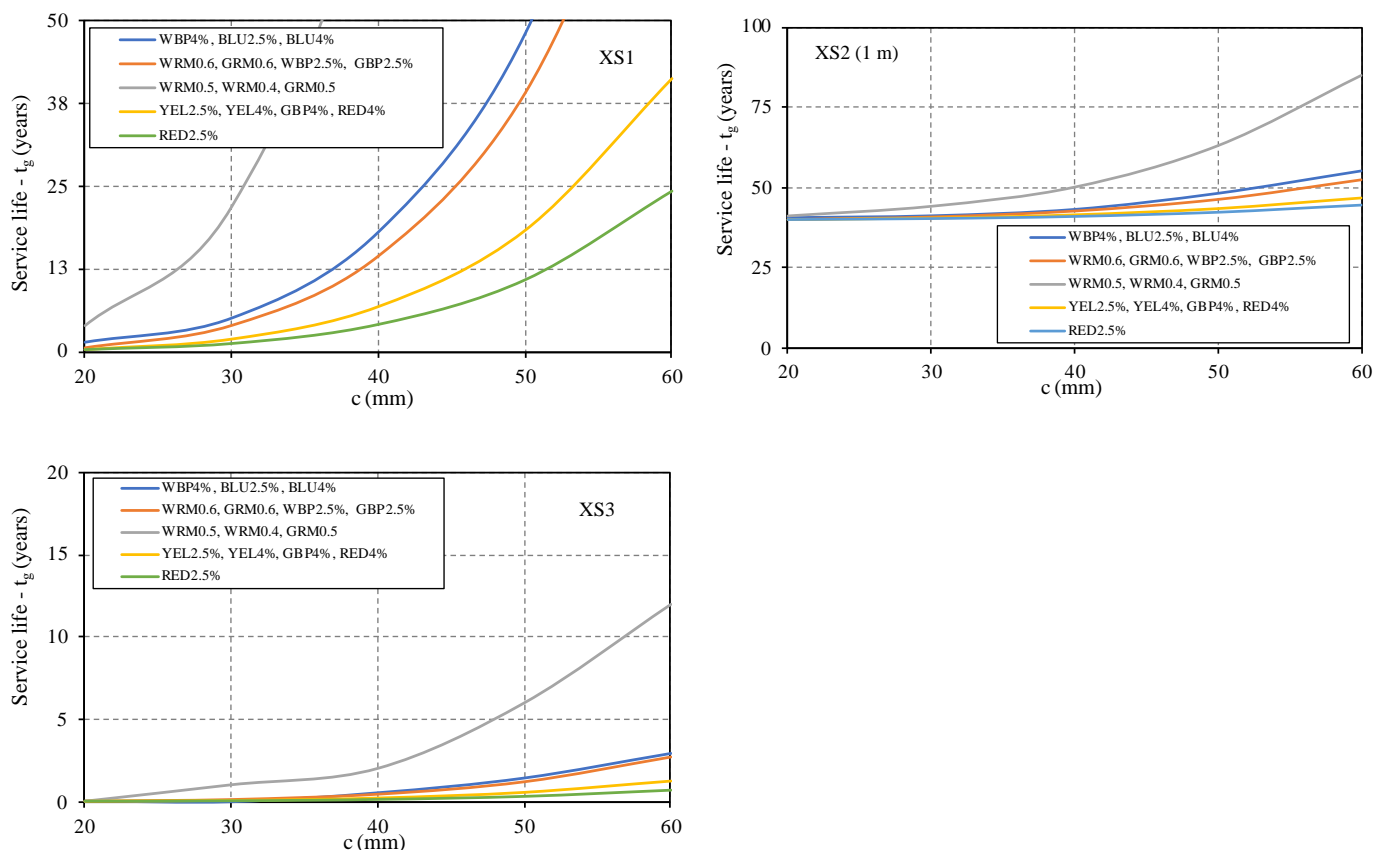 50
38
25
13
0
Service life - tg (years)
WBP4%, BLU2.5%, BLU4%
WRM0.6, GRM0.6, WBP2.5%, GBP2.5%
WRM0.5, WRM0.4, GRM0.5
YEL2.5%, YEL4%, GBP4%, RED4%
RED2.5%
XS1
20 30 40 50 60
c (mm)
100
75
50
25
0
Service life - tg (years)
XS2 (1 m)
WBP4%, BLU2.5%, BLU4%
WRM0.6, GRM0.6, WBP2.5%, GBP2.5%
WRM0.5, WRM0.4, GRM0.5
YEL2.5%, YEL4%, GBP4%, RED4%
RED2.5%
20 30 40 50 60
c (mm)
20
15
10
5
0
Service life - tg (years)
WBP4%, BLU2.5%, BLU4%
WRM0.6, GRM0.6, WBP2.5%, GBP2.5%
WRM0.5, WRM0.4, GRM0.5
YEL2.5%, YEL4%, GBP4%, RED4%
RED2.5%
XS3
20 30 40 50 60
c (mm)